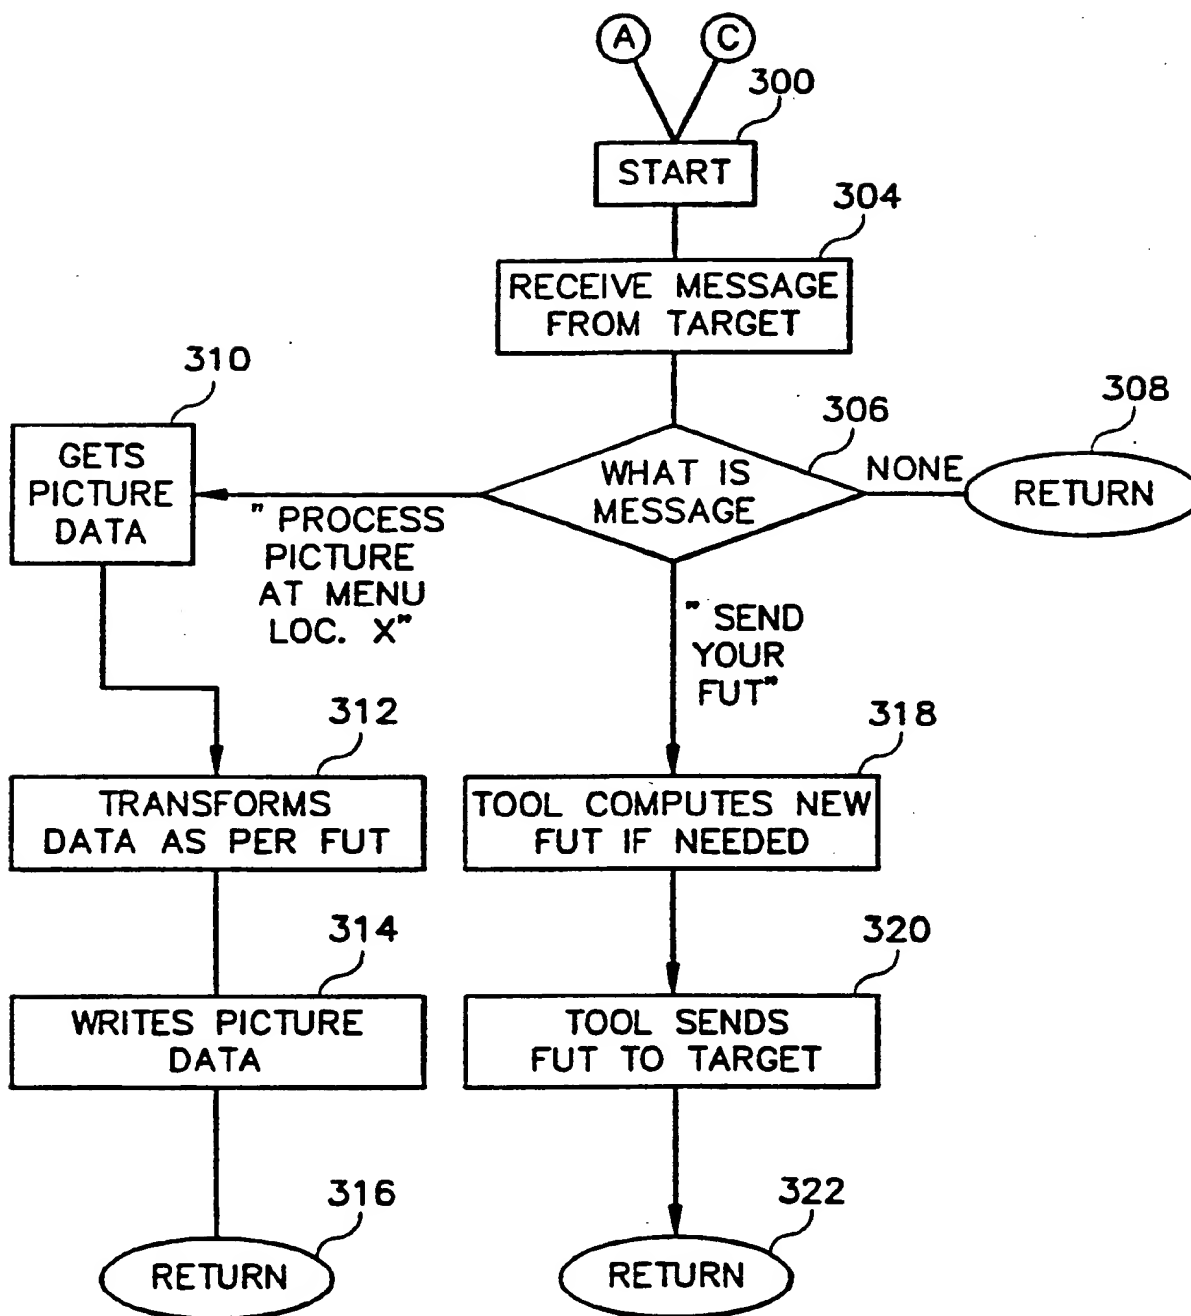 A
C
300
START
304
RECEIVE MESSAGE
FROM TARGET
310
306
308
GETS
PICTURE
DATA
WHAT IS
MESSAGE
NONE
RETURN
" PROCESS
PICTURE
AT MENU
LOC. X"
" SEND
YOUR
FUT"
312
318
TRANSFORMS
DATA AS PER FUT
TOOL COMPUTES NEW
FUT IF NEEDED
314
320
WRITES PICTURE
DATA
TOOL SENDS
FUT TO TARGET
316
322
RETURN
RETURN